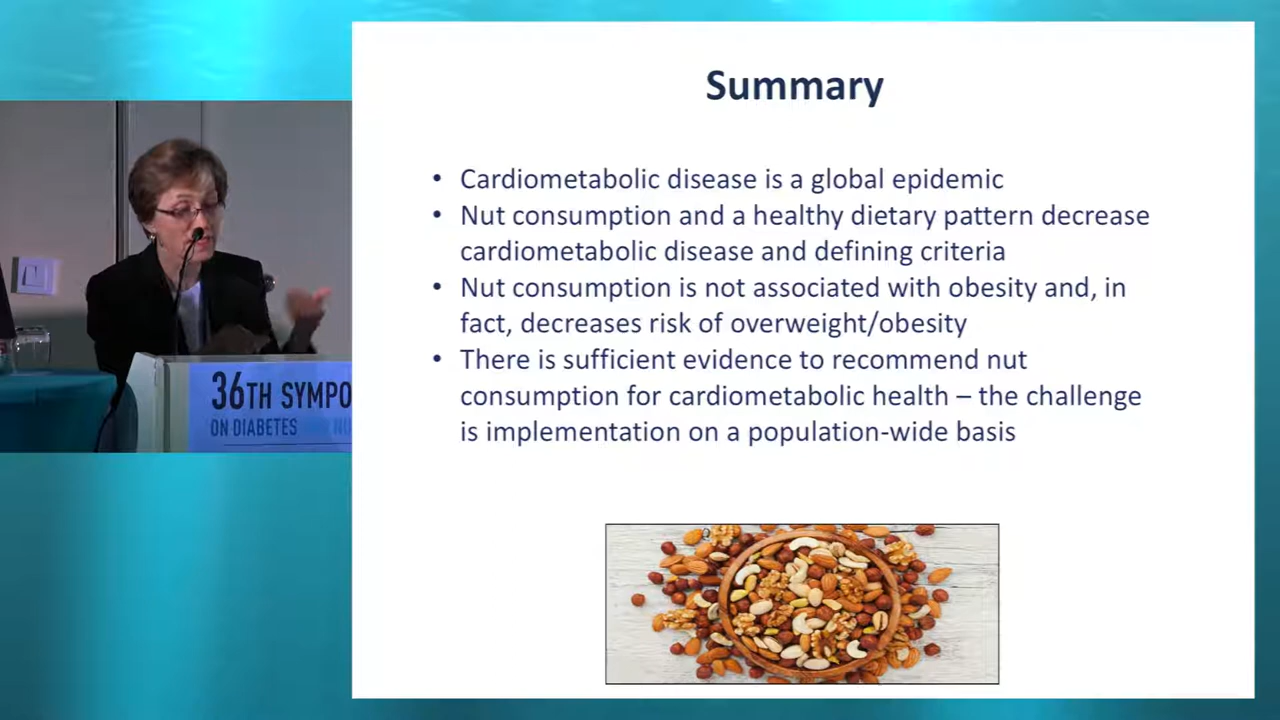 Summary
• Cardiometabolic disease is a global epidemic
• Nut consumption and a healthy dietary pattern decrease
cardiometabolic disease and defining criteria
• Nut consumption is not associated with obesity and, in
fact, decreases risk of overweight/obesity
• There is sufficient evidence to recommend nut
consumption for cardiometabolic health – the challenge
is implementation on a population-wide basis
36TH SYMPO
ON DIABETES